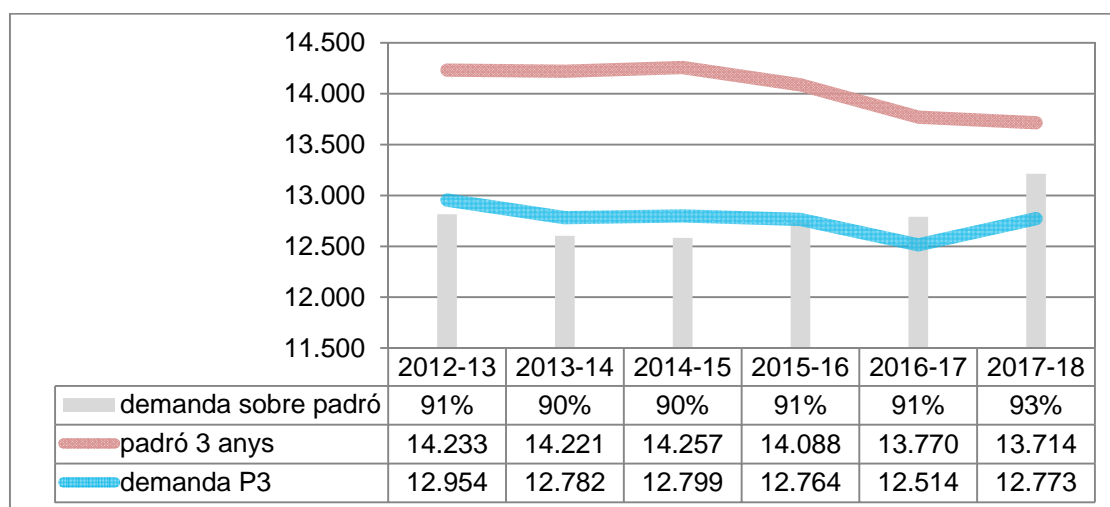 14.500
14.000
13.500
13.000
12.500
12.000
11.500
2012-13 2013-14 2014-15 2015-16 2016-17 2017-18
demanda sobre padró 91% 90% 90% 91% 91% 93%
padró 3 anys 14.233 14.221 14.257 14.088 13.770 13.714
demanda P3 12.954 12.782 12.799 12.764 12.514 12.773